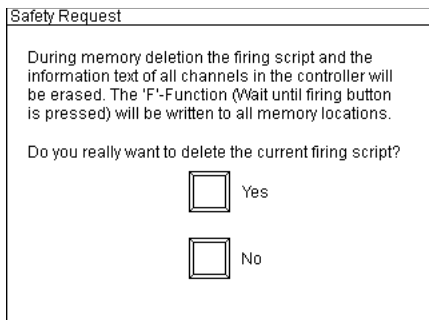 Safety Request
During memory deletion the firing script and the
information text of all channels in the controller will
be erased. The 'F'-Function (Wait until firing button
is pressed) will be written to all memory locations.
Do you really want to delete the current firing script?
Yes
No